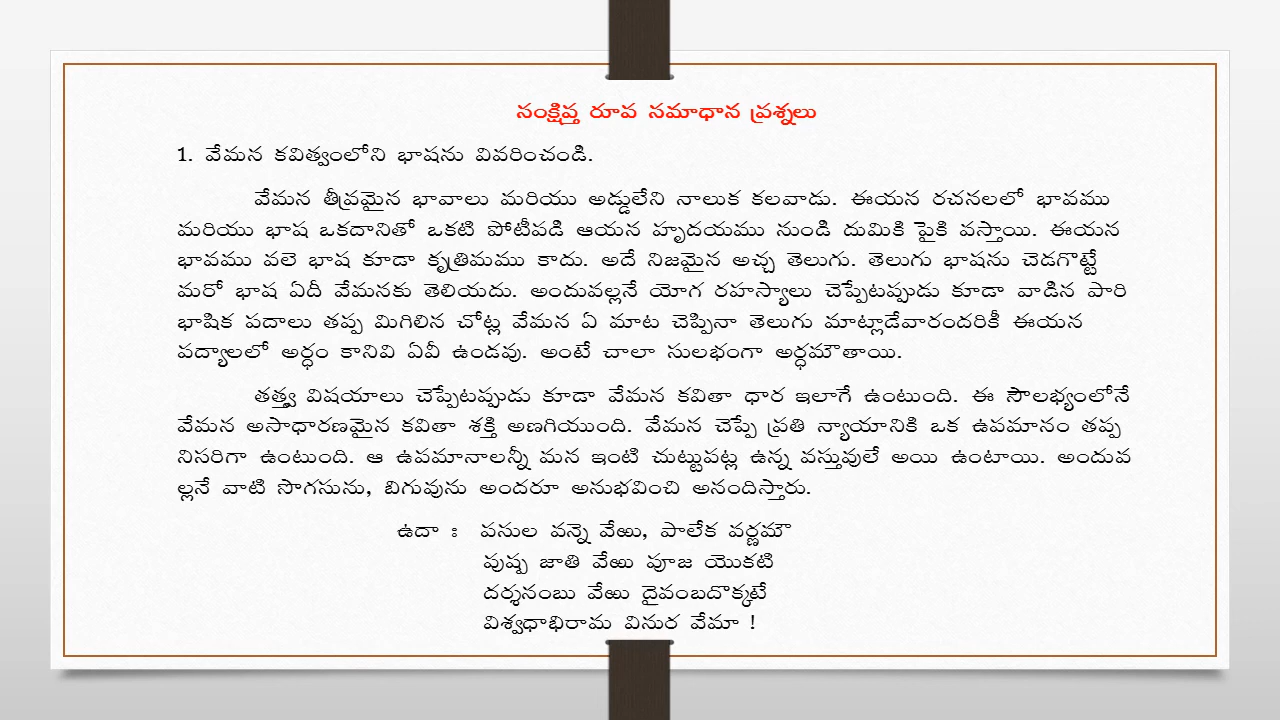 సంక్షిప్త రూప సమాధాన ప్రశ్నలు
1. వేమన కవిత్వంలోని భాషను వివరించండి.
వేమన తీవ్రమైన భావాలు మరియు అడ్డులేని నాలుక కలవాడు. ఈయన రచనలలో భావము
మరియు భాష ఒకదానితో ఒకటి పోటీపడి ఆయన హృదయము నుండి దుమికి పైకి వస్తాయి. ఈయన
భావము వలె భాష కూడా కృత్రిమము కాదు. అదే నిజమైన అచ్చ తెలుగు. తెలుగు భాషను చెడగొట్టే
మరో భాష ఏదీ వేమనకు తెలియదు. అందువల్లనే యోగ రహస్యాలు చెప్పేటప్పుడు కూడా వాడిన పారి
భాషిక పదాలు తప్ప మిగిలిన చోట్ల వేమన ఏ మాట చెప్పినా తెలుగు మాట్లాడేవారందరికీ ఈయన
పద్యాలలో అర్ధం కానివి ఏవీ ఉండవు. అంటే చాలా సులభంగా అర్ధమౌతాయి.
తత్త్వ విషయాలు చెప్పేటప్పుడు కూడా వేమన కవితా ధార ఇలాగే ఉంటుంది. ఈ సౌలభ్యంలోనే
వేమన అసాధారణమైన కవితా శక్తి అణగియుంది. వేమన చెప్పే ప్రతి న్యాయానికి ఒక ఉపమానం తప్ప
నిసరిగా ఉంటుంది. ఆ ఉపమానాలన్నీ మన ఇంటి చుట్టుపట్ల ఉన్న వస్తువులే అయి ఉంటాయి. అందువ
ల్లనే వాటి సొగసును, బిగువును అందరూ అనుభవించి అనందిస్తారు.
ఉదా ః పసుల వన్నె వేఱు, పాలేక వర్ణమౌ
పుష్ప జాతి వేఱు పూజ యొకటి
దర్శనంబు వేఱు దైవంబదొక్కటే
విశ్వధాభిరామ వినుర వేమా !